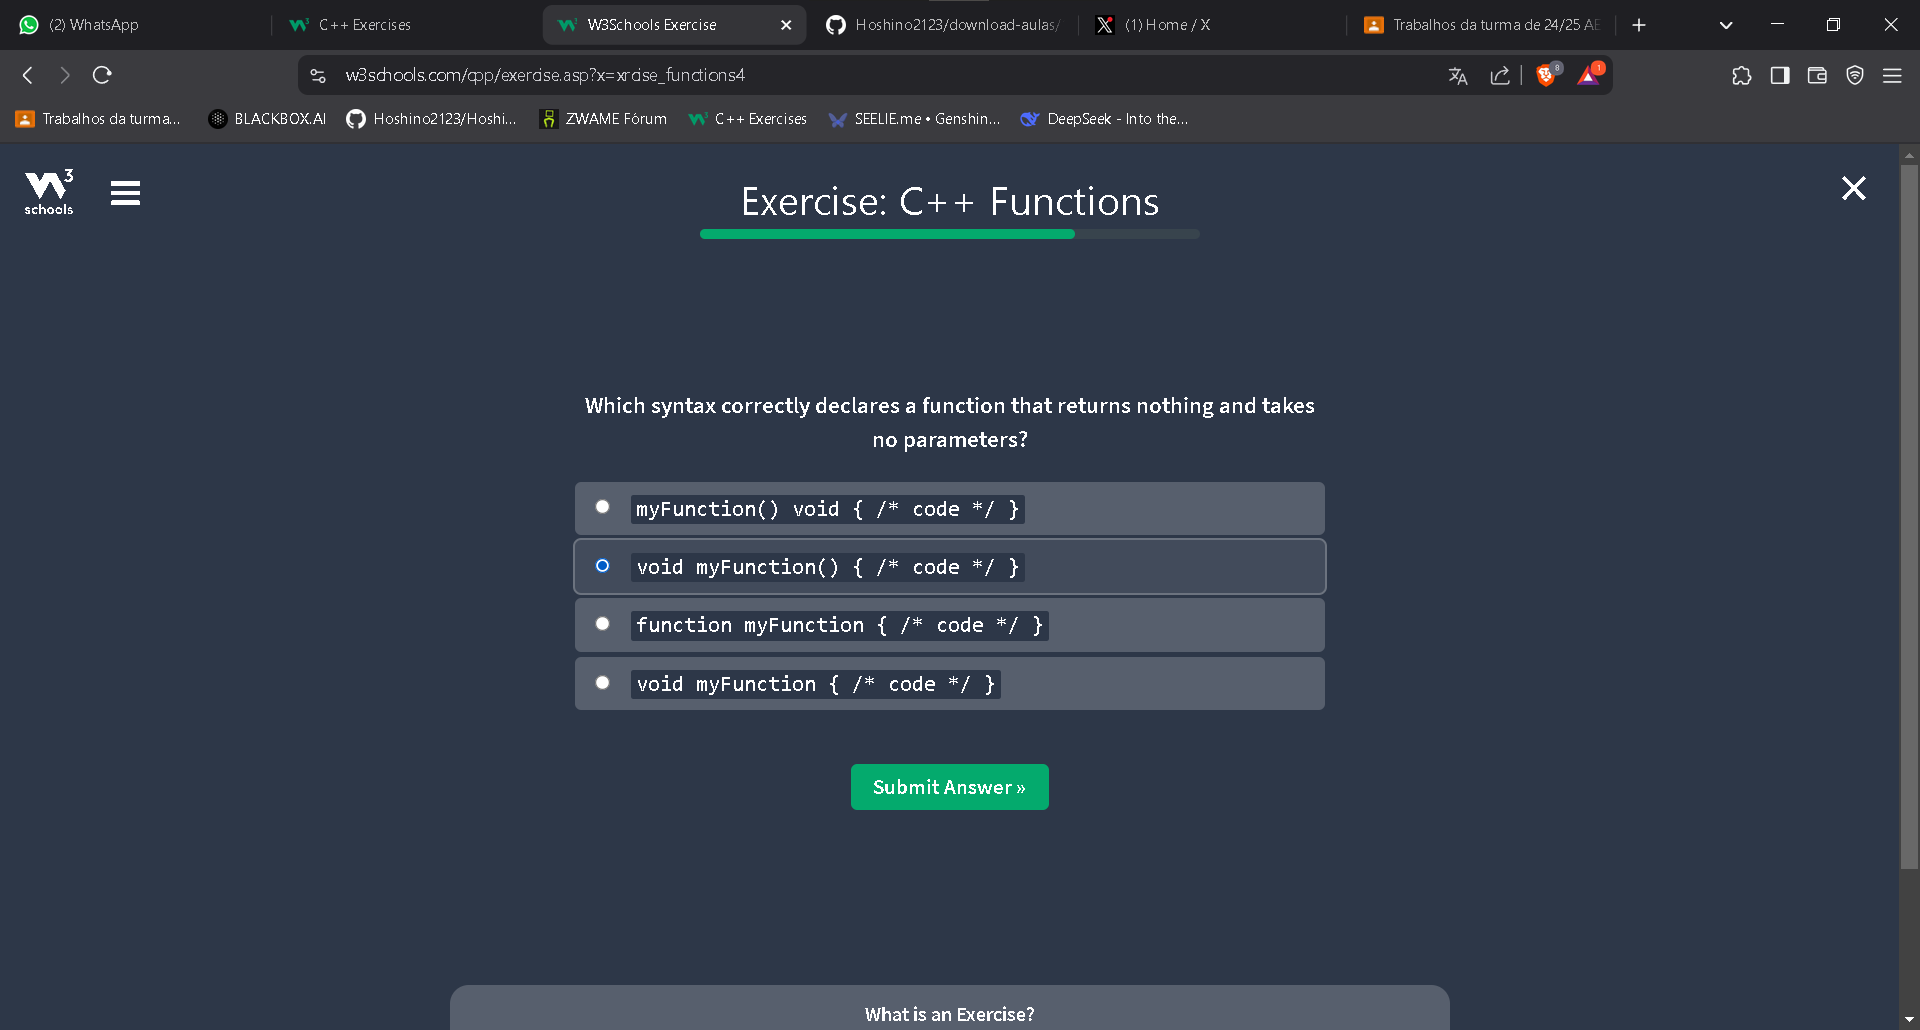 (2) WhatsApp
C++ Exercises
W3Schools Exercise
Hoshino2123/download-aulas/
(1) Home / X
Trabalhos da turma de 24/25 AE
w3schools.com/cpp/exercise.asp?x=xrcise_functions4
8
1
Trabalhos da turma...
BLACKBOX.AI
Hoshino2123/Hoshi...
ZWAME Fórum
C++ Exercises
SEELIE.me • Genshin...
DeepSeek - Into the...
3
schools
Exercise: C++ Functions
Which syntax correctly declares a function that returns nothing and takes
no parameters?
myFunction() void { /* code */ }
void myFunction() { /* code */ }
function myFunction { /* code */ }
void myFunction { /* code */ }
Submit Answer »
What is an Exercise?